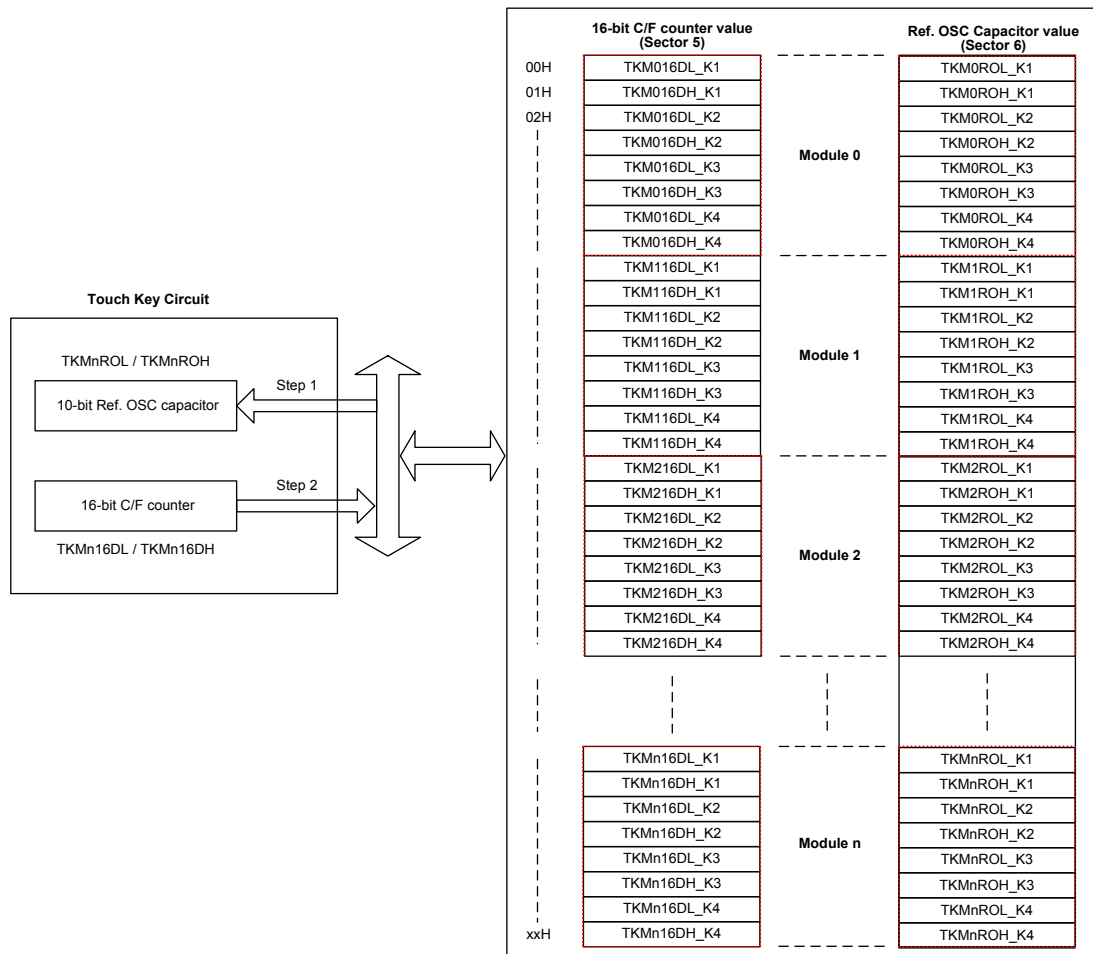 Touch Key Circuit
TKMnROL / TKMnROH
10-bit Ref. OSC capacitor
Step 1
16-bit C/F counter
Step 2
TKMn16DL / TKMn16DH
16-bit C/F counter value
(Sector 5)
Ref. OSC Capacitor value
(Sector 6)
00H
01H
02H
xxH
TKM016DL_K1
TKM016DH_K1
TKM016DL_K2
TKM016DH_K2
TKM016DL_K3
TKM016DH_K3
TKM016DL_K4
TKM016DH_K4
TKM116DL_K1
TKM116DH_K1
TKM116DL_K2
TKM116DH_K2
TKM116DL_K3
TKM116DH_K3
TKM116DL_K4
TKM116DH_K4
TKM216DL_K1
TKM216DH_K1
TKM216DL_K2
TKM216DH_K2
TKM216DL_K3
TKM216DH_K3
TKM216DL_K4
TKM216DH_K4
TKMn16DL_K1
TKMn16DH_K1
TKMn16DL_K2
TKMn16DH_K2
TKMn16DL_K3
TKMn16DH_K3
TKMn16DL_K4
TKMn16DH_K4
Module 0
Module 1
Module 2
Module n
TKM0ROL_K1
TKM0ROH_K1
TKM0ROL_K2
TKM0ROH_K2
TKM0ROL_K3
TKM0ROH_K3
TKM0ROL_K4
TKM0ROH_K4
TKM1ROL_K1
TKM1ROH_K1
TKM1ROL_K2
TKM1ROH_K2
TKM1ROL_K3
TKM1ROH_K3
TKM1ROL_K4
TKM1ROH_K4
TKM2ROL_K1
TKM2ROH_K1
TKM2ROL_K2
TKM2ROH_K2
TKM2ROL_K3
TKM2ROH_K3
TKM2ROL_K4
TKM2ROH_K4
TKMnROL_K1
TKMnROH_K1
TKMnROL_K2
TKMnROH_K2
TKMnROL_K3
TKMnROH_K3
TKMnROL_K4
TKMnROH_K4